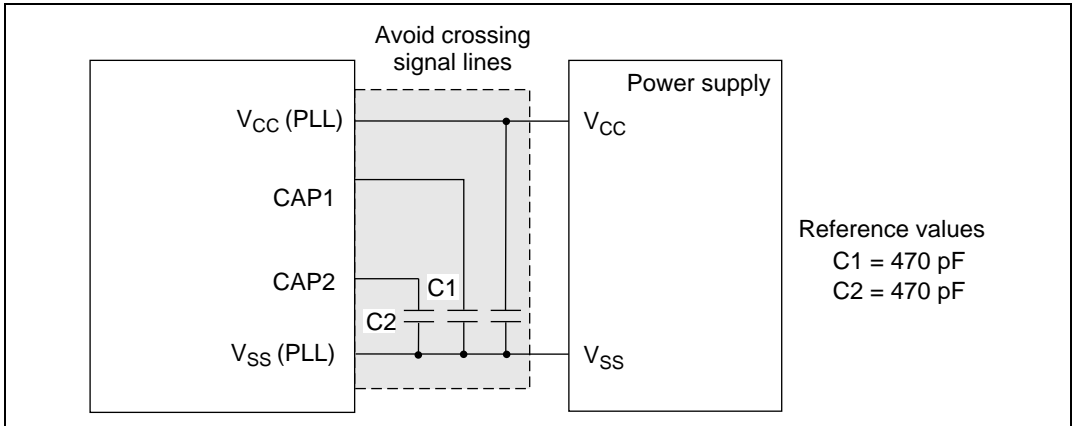 Avoid crossing
signal lines
Power supply
VCC (PLL)
VCC
CAP1
Reference values
C1 = 470 pF
C2 = 470 pF
CAP2
C1
C2
VSS (PLL)
VSS